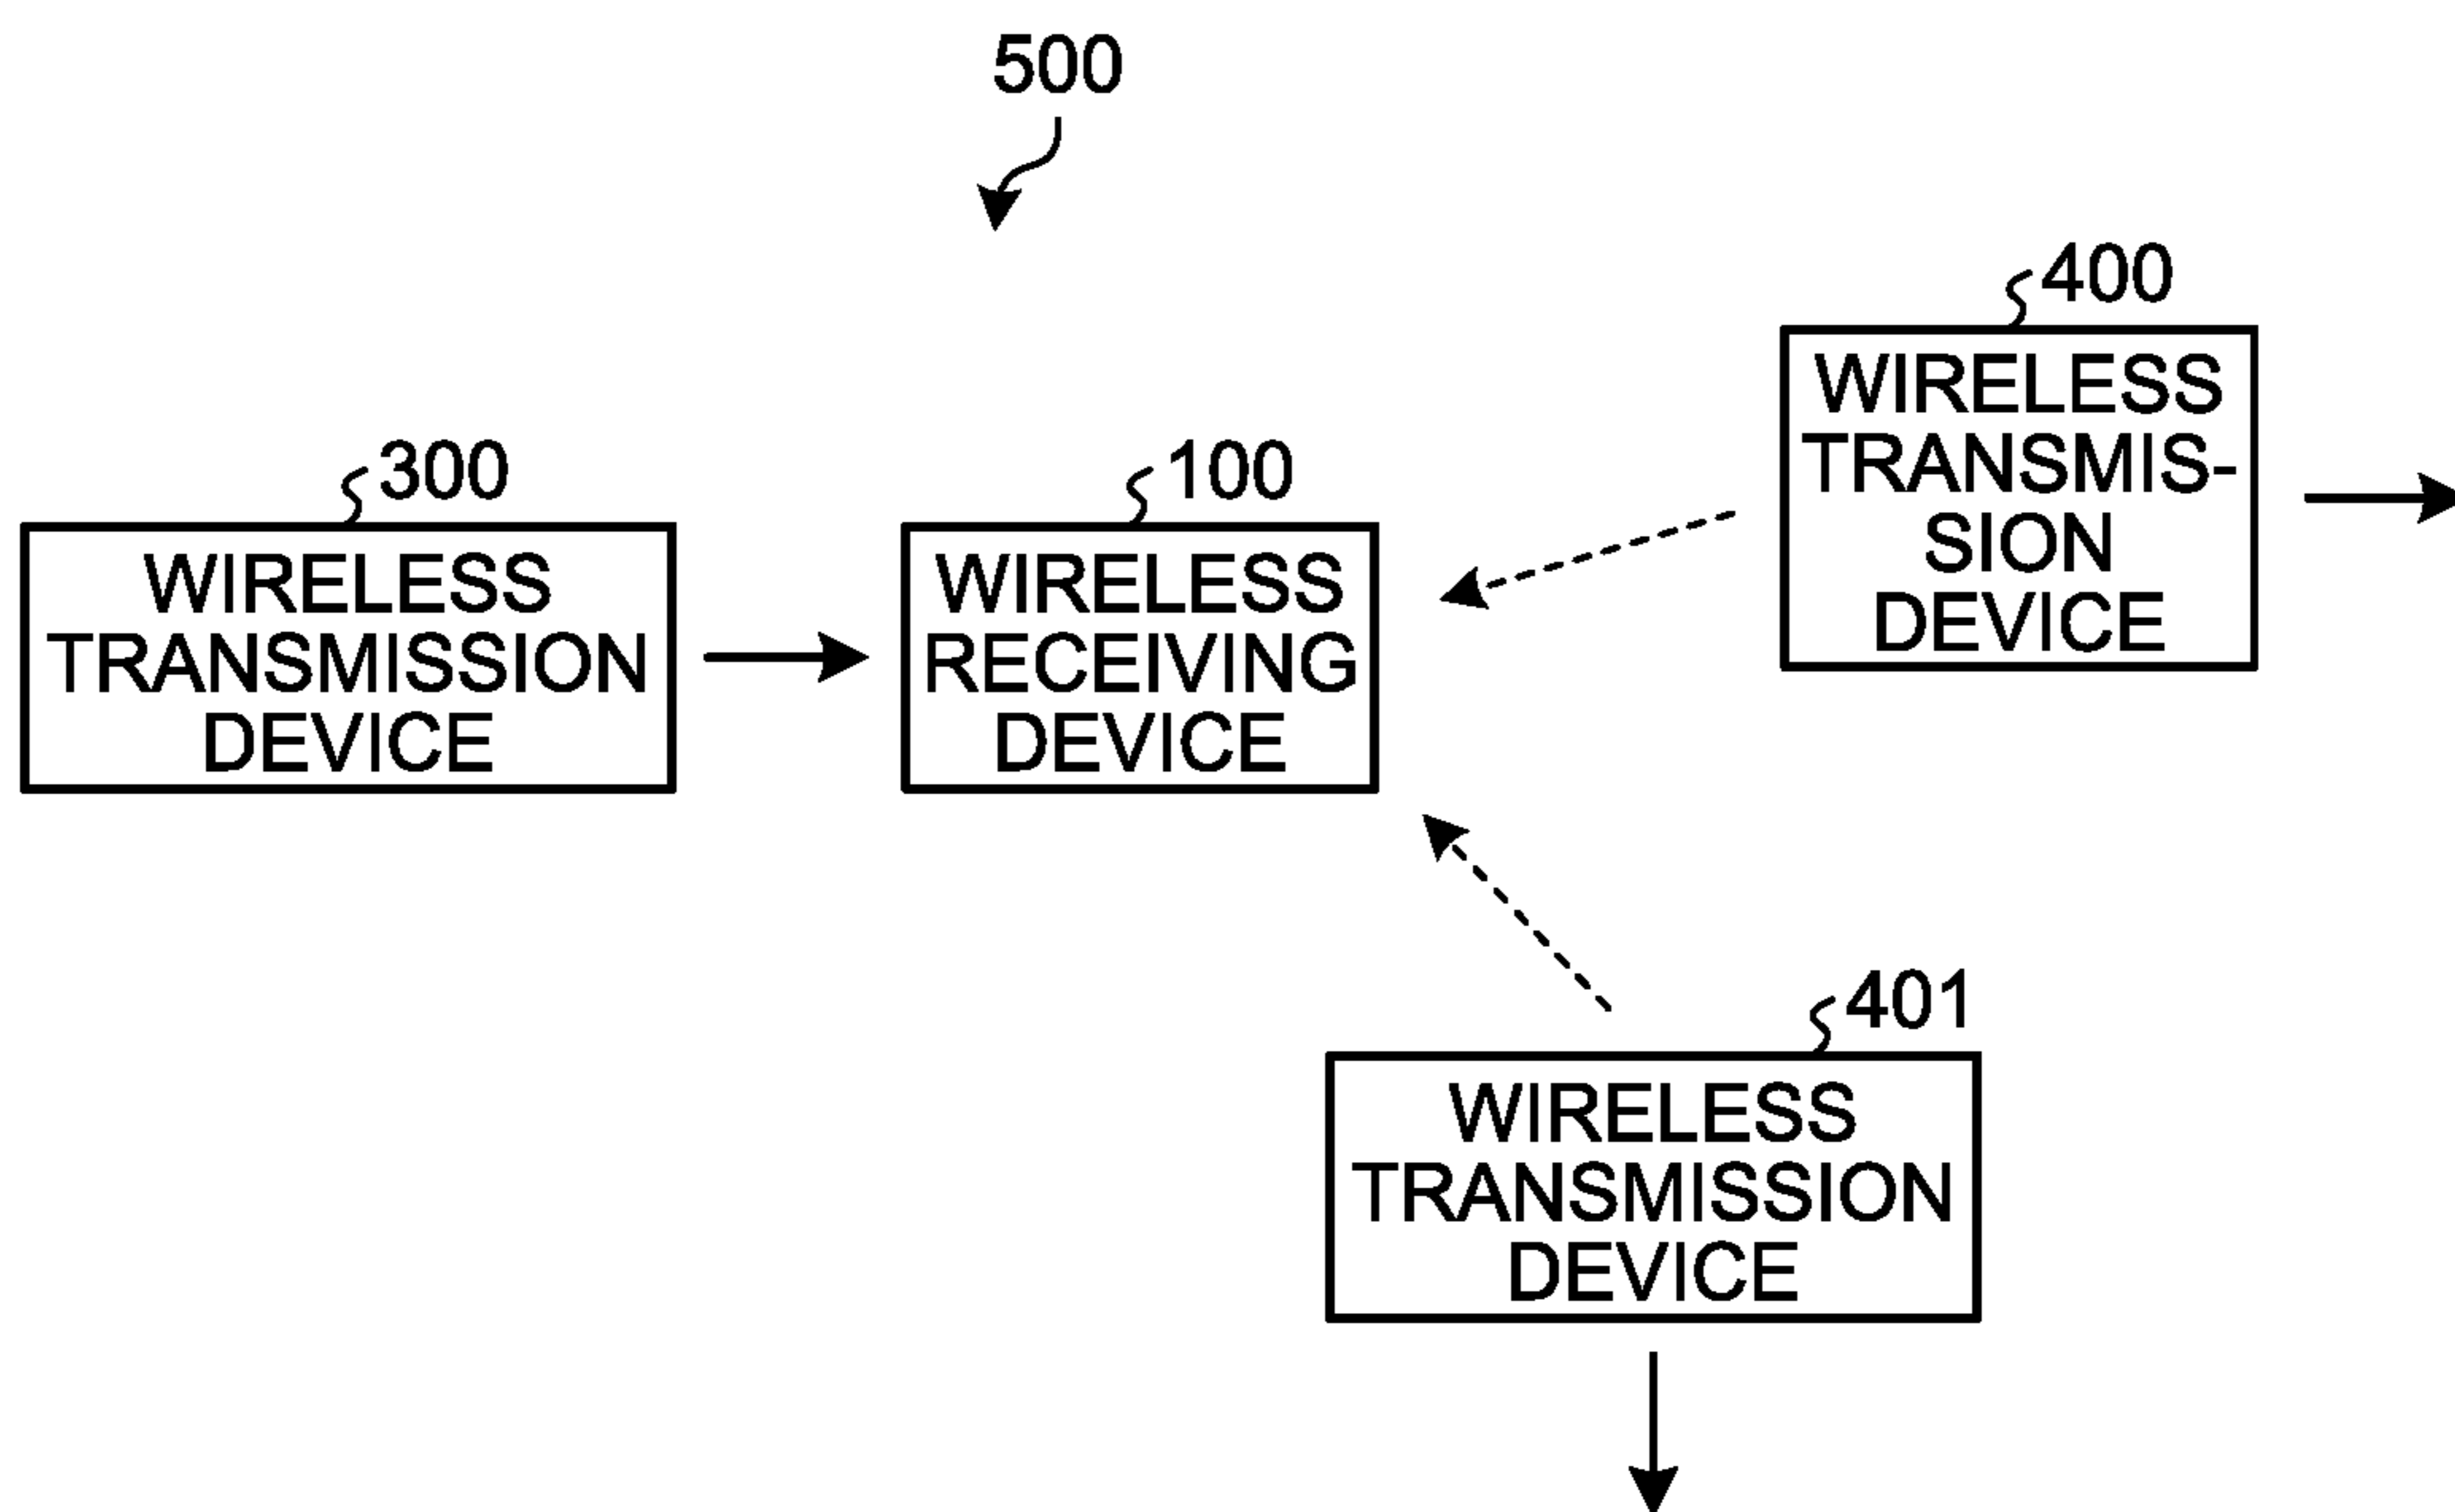 500
400
WIRELESS
TRANSMIS-
SION
DEVICE
300
WIRELESS
TRANSMISSION
DEVICE
100
WIRELESS
RECEIVING
DEVICE
401
WIRELESS
TRANSMISSION
DEVICE